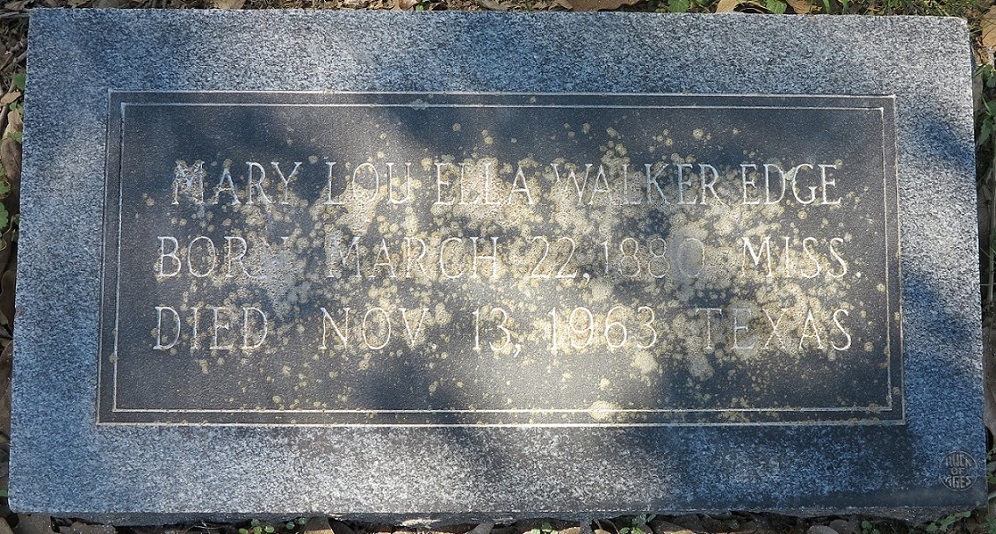 MARY LOU ELLA WALKER EDGE
BORN MARCH 22, 1880 MISS.
DIED NOV 13, 1963 TEXAS
ROCK
OF
AGES